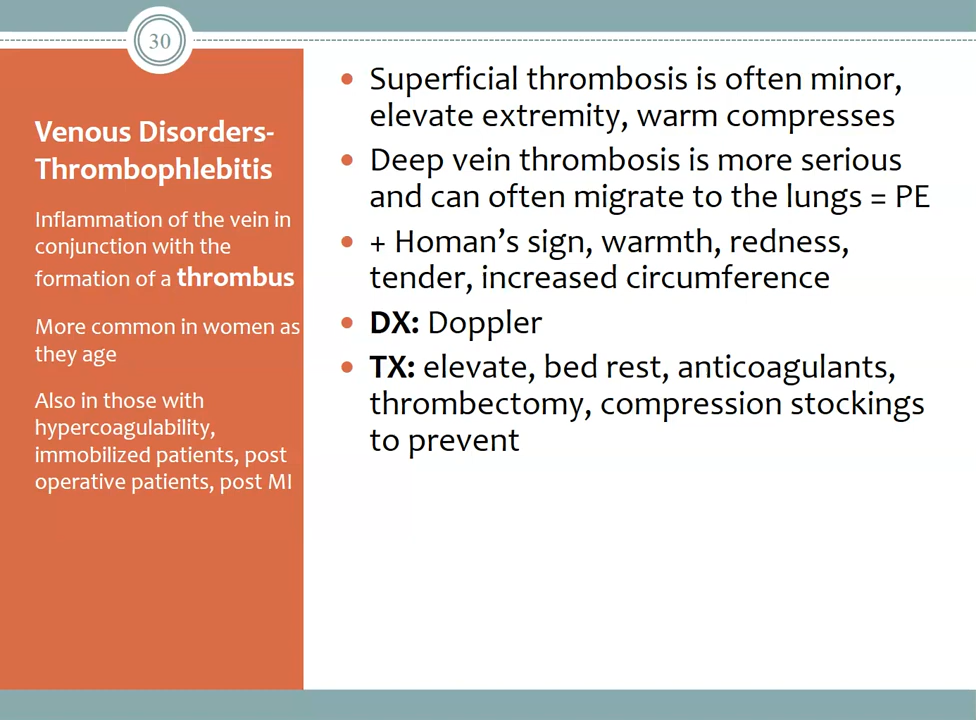 30
Venous Disorders-
Thrombophlebitis
Inflammation of the vein in
conjunction with the
formation of a thrombus
More common in women as
they age
Also in those with
hypercoagulability,
immobilized patients, post
operative patients, post MI
• Superficial thrombosis is often minor,
elevate extremity, warm compresses
• Deep vein thrombosis is more serious
and can often migrate to the lungs = PE
• + Homan’s sign, warmth, redness,
tender, increased circumference
• DX: Doppler
• TX: elevate, bed rest, anticoagulants,
thrombectomy, compression stockings
to prevent